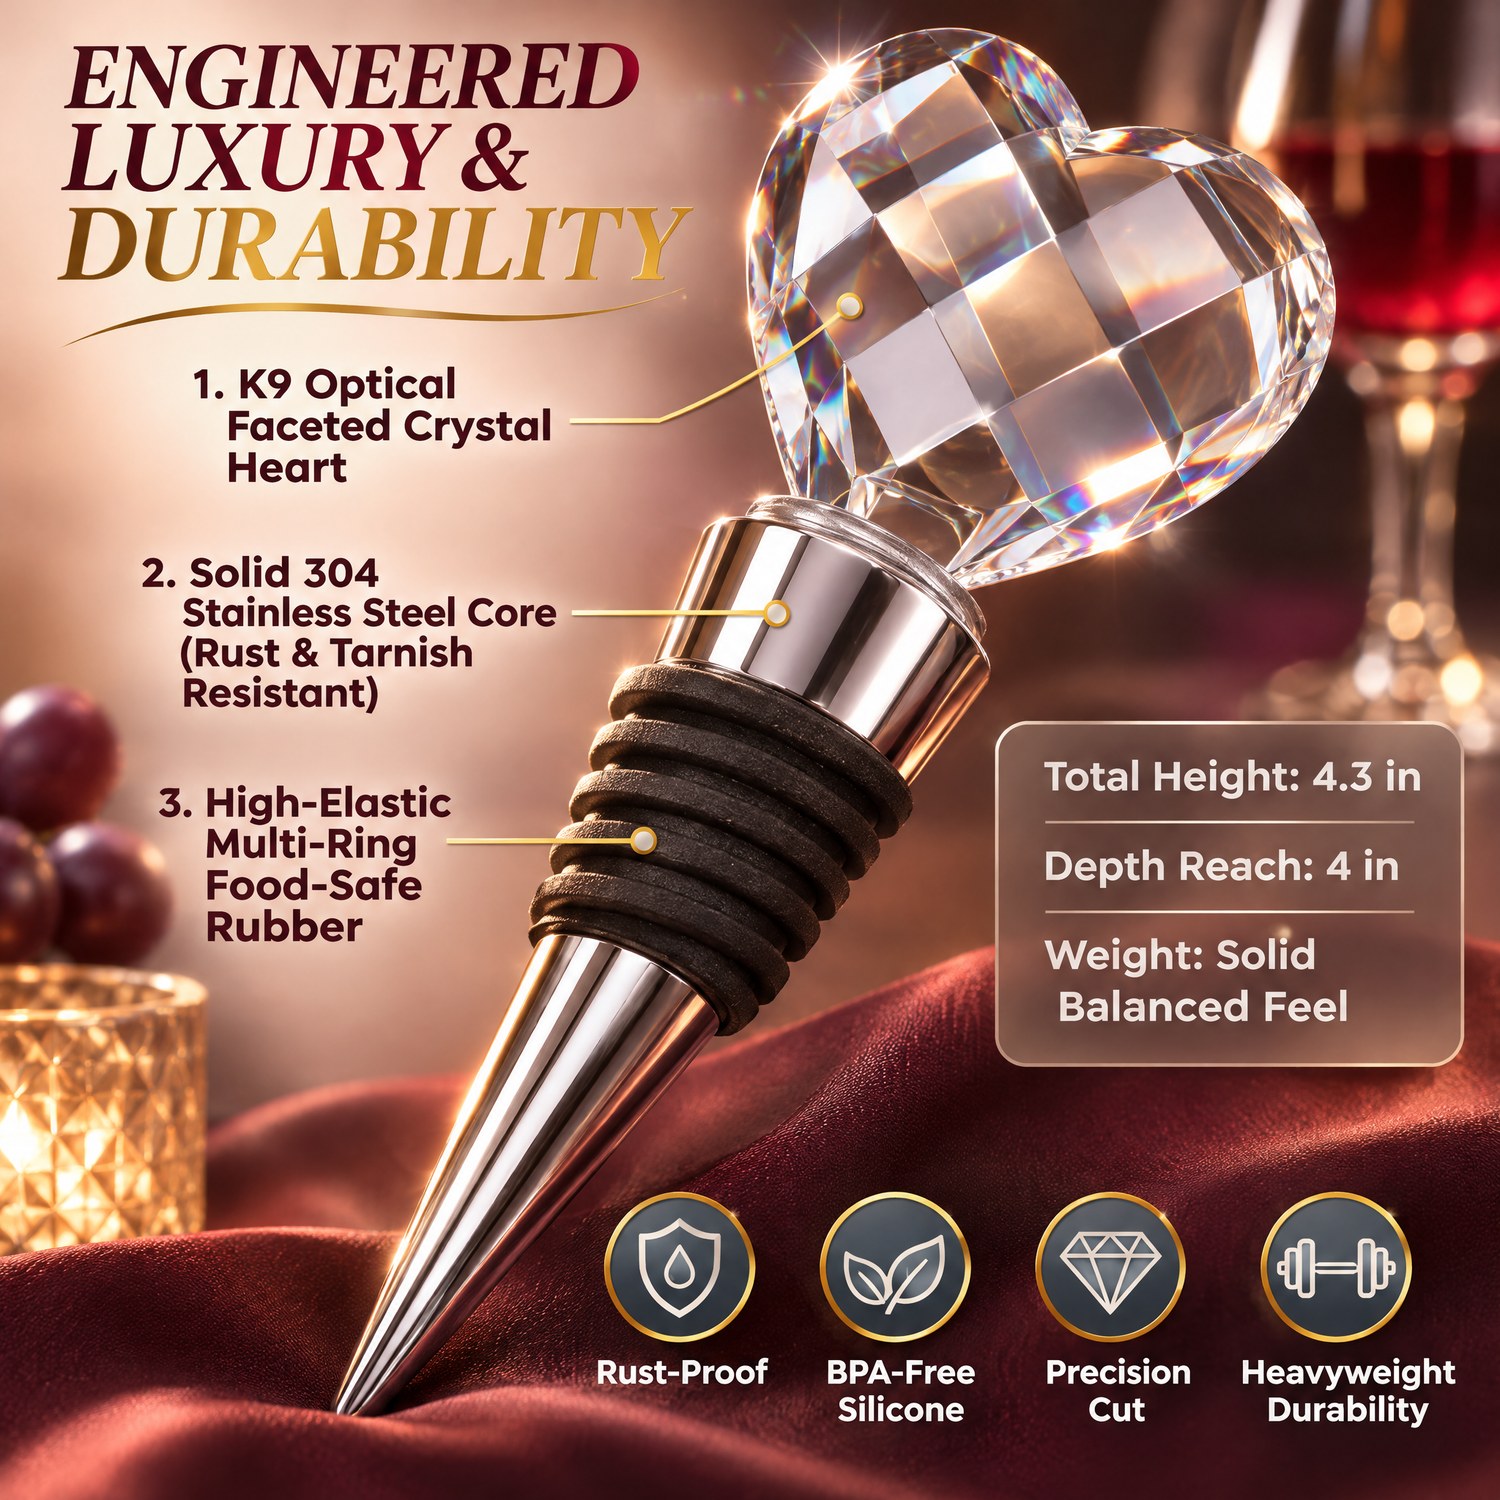 ENGINEERED
LUXURY &
DURABILITY
1. K9 Optical
Faceted Crystal
Heart
2. Solid 304
Stainless Steel Core
(Rust & Tarnish
Resistant)
3. High-Elastic
Multi-Ring
Food-Safe
Rubber
Total Height: 4.3 in
Depth Reach: 4 in
Weight: Solid
Balanced Feel
Rust-Proof
BPA-Free
Silicone
Precision
Cut
Heavyweight
Durability